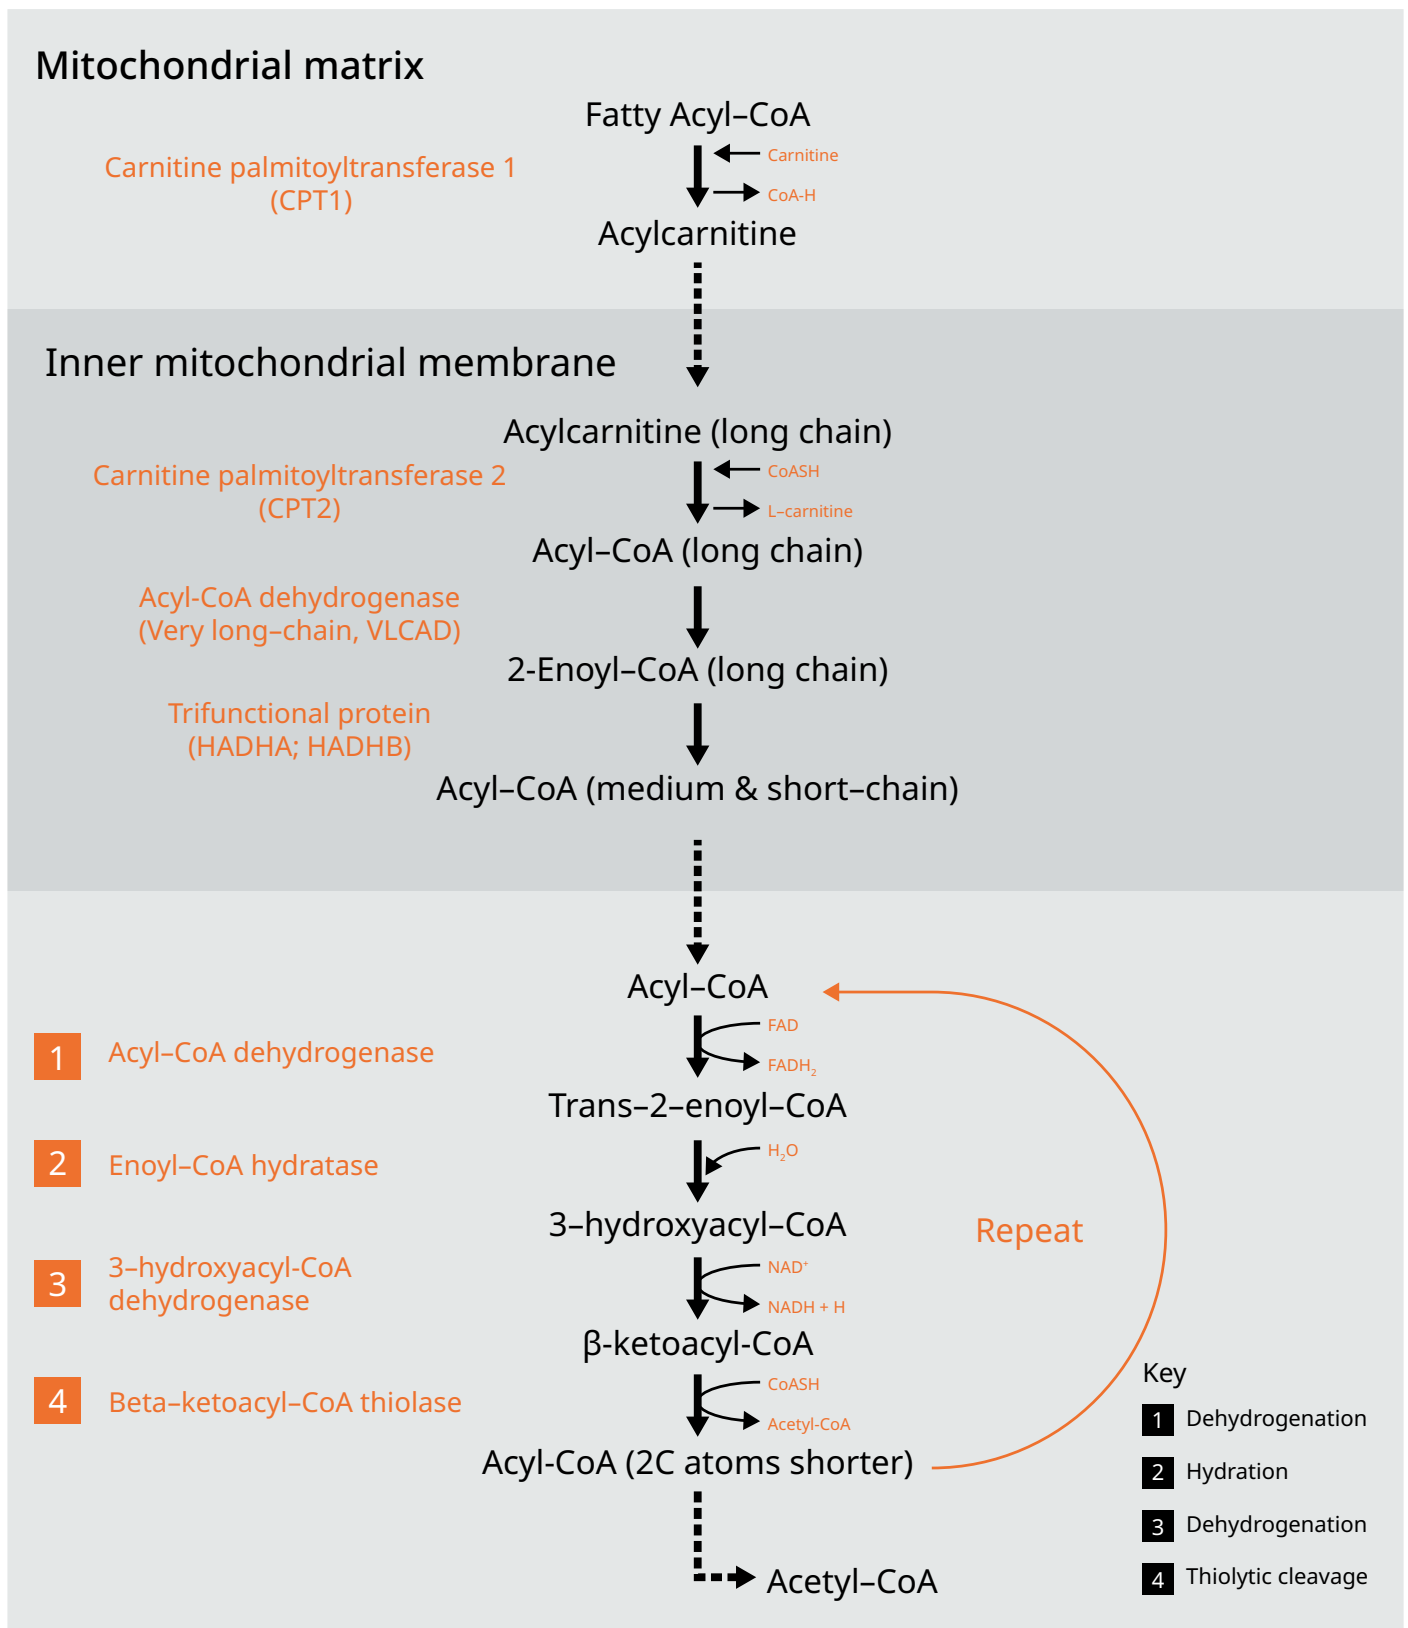 Mitochondrial matrix
Fatty Acyl–CoA
Carnitine palmitoyltransferase 1
(CPT1)
Carnitine
CoA-H
Acylcarnitine
Inner mitochondrial membrane
Acylcarnitine (long chain)
Carnitine palmitoyltransferase 2
(CPT2)
CoASH
L–carnitine
Acyl–CoA (long chain)
Acyl-CoA dehydrogenase
(Very long–chain, VLCAD)
2-Enoyl–CoA (long chain)
Trifunctional protein
(HADHA; HADHB)
Acyl–CoA (medium & short–chain)
Acyl–CoA
1 Acyl–CoA dehydrogenase
FAD
FADH₂
Trans–2–enoyl–CoA
2 Enoyl–CoA hydratase
H₂O
3–hydroxyacyl–CoA
Repeat
3 3–hydroxyacyl-CoA
dehydrogenase
NAD⁺
NADH + H
β-ketoacyl-CoA
4 Beta–ketoacyl–CoA thiolase
CoASH
Acetyl-CoA
Acyl-CoA (2C atoms shorter)
Acetyl–CoA
Key
1 Dehydrogenation
2 Hydration
3 Dehydrogenation
4 Thiolytic cleavage